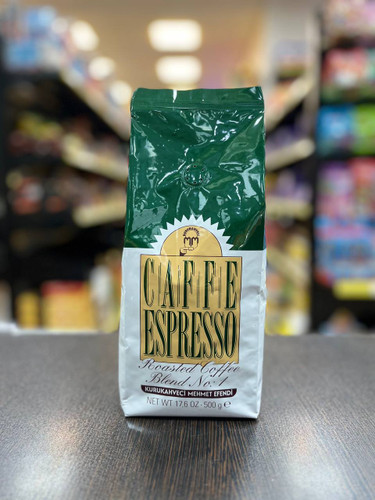 CAFFE
ESPRESSO
Roasted Coffee
Blend No: 1
KURUKAHVECİ MEHMET EFENDİ
NET WT 17.6 OZ - 500 g ℮